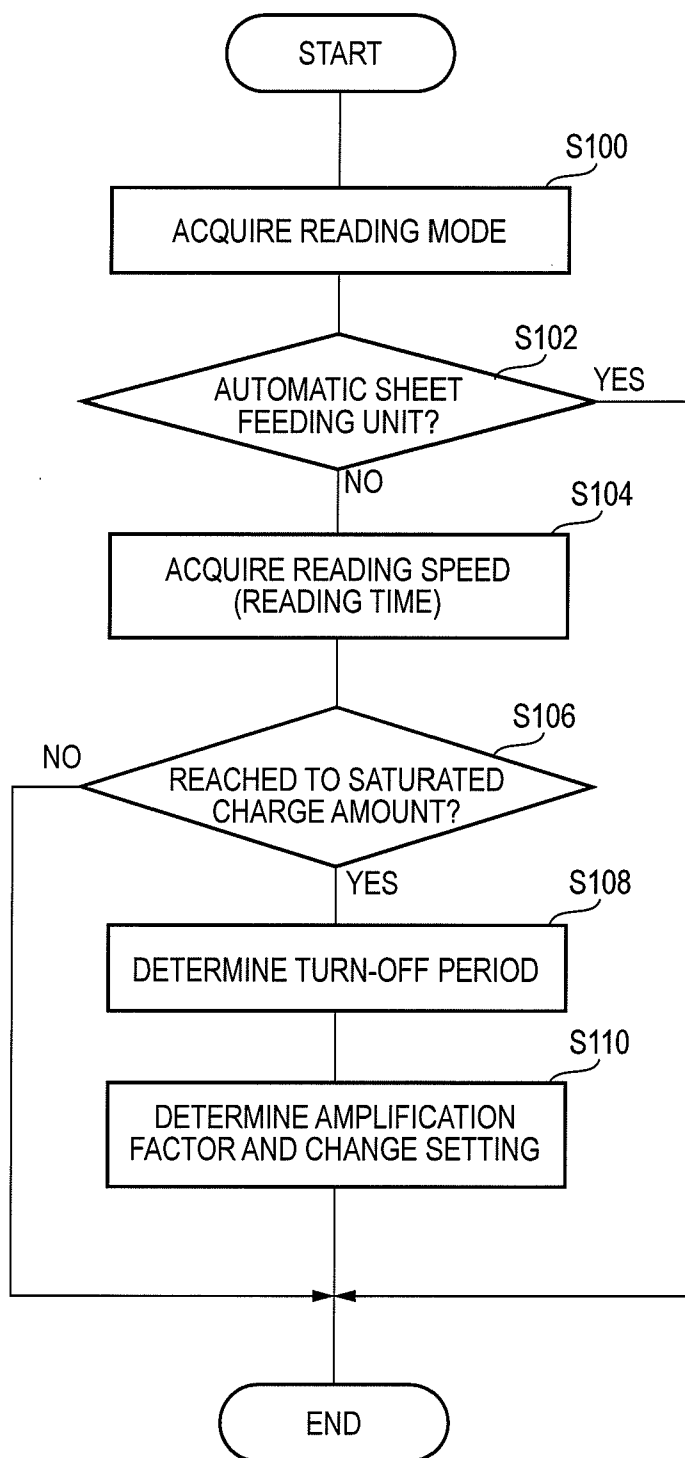 START
S100
ACQUIRE READING MODE
S102
AUTOMATIC SHEET
FEEDING UNIT?
YES
NO
S104
ACQUIRE READING SPEED
(READING TIME)
S106
NO
REACHED TO SATURATED
CHARGE AMOUNT?
YES
S108
DETERMINE TURN-OFF PERIOD
S110
DETERMINE AMPLIFICATION
FACTOR AND CHANGE SETTING
END